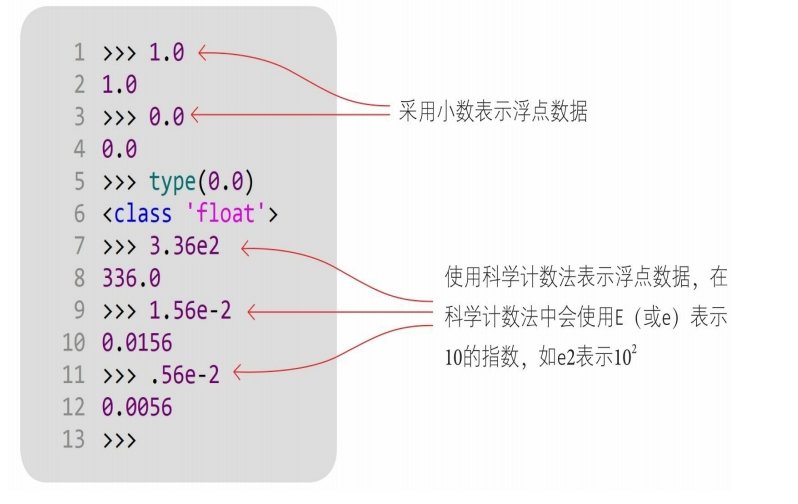 1 >>> 1.0
2 1.0
3 >>> 0.0
4 0.0
5 >>> type(0.0)
6 <class 'float'>
7 >>> 3.36e2
8 336.0
9 >>> 1.56e-2
10 0.0156
11 >>> .56e-2
12 0.0056
13 >>>
采用小数表示浮点数据
使用科学计数法表示浮点数据，在
科学计数法中会使用E（或e）表示
10的指数，如e2表示10²